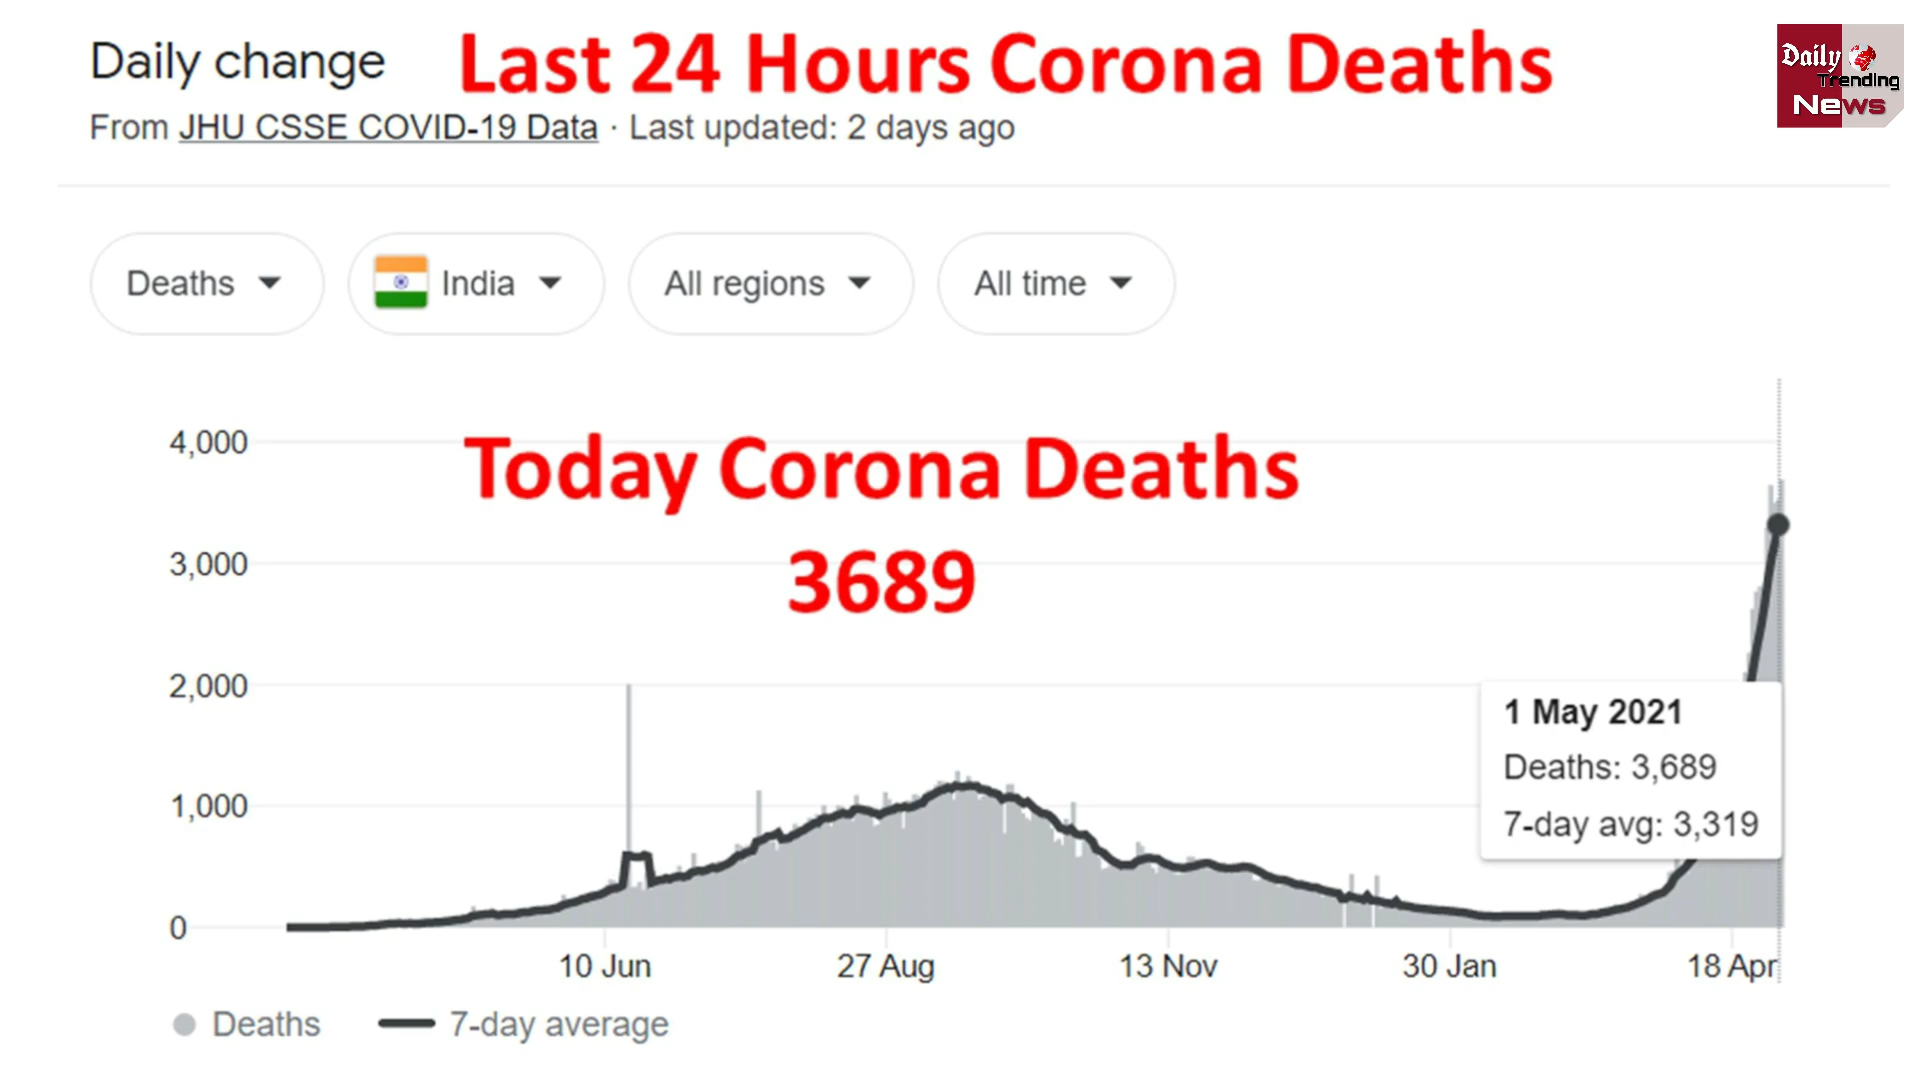 Daily change
Last 24 Hours Corona Deaths
Daily
Trending
News
From JHU CSSE COVID-19 Data · Last updated: 2 days ago
Deaths
India
All regions
All time
4,000
3,000
2,000
1,000
0
Today Corona Deaths
3689
1 May 2021
Deaths: 3,689
7-day avg: 3,319
10 Jun
27 Aug
13 Nov
30 Jan
18 Apr
Deaths
7-day average